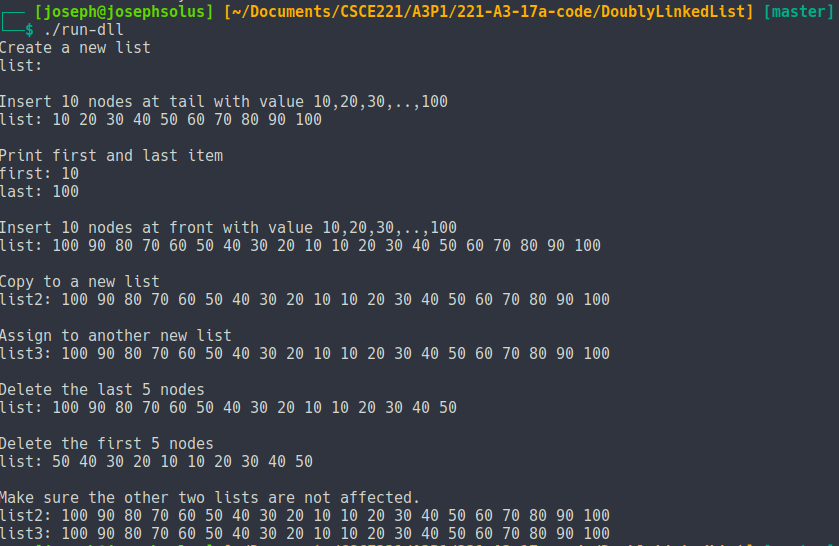 [joseph@josephsolus] [~/Documents/CSCE221/A3P1/221-A3-17a-code/DoublyLinkedList] [master]
$ ./run-dll
Create a new list
list:
Insert 10 nodes at tail with value 10,20,30,..,100
list: 10 20 30 40 50 60 70 80 90 100
Print first and last item
first: 10
last: 100
Insert 10 nodes at front with value 10,20,30,..,100
list: 100 90 80 70 60 50 40 30 20 10 10 20 30 40 50 60 70 80 90 100
Copy to a new list
list2: 100 90 80 70 60 50 40 30 20 10 10 20 30 40 50 60 70 80 90 100
Assign to another new list
list3: 100 90 80 70 60 50 40 30 20 10 10 20 30 40 50 60 70 80 90 100
Delete the last 5 nodes
list: 100 90 80 70 60 50 40 30 20 10 10 20 30 40 50
Delete the first 5 nodes
list: 50 40 30 20 10 10 20 30 40 50
Make sure the other two lists are not affected.
list2: 100 90 80 70 60 50 40 30 20 10 10 20 30 40 50 60 70 80 90 100
list3: 100 90 80 70 60 50 40 30 20 10 10 20 30 40 50 60 70 80 90 100